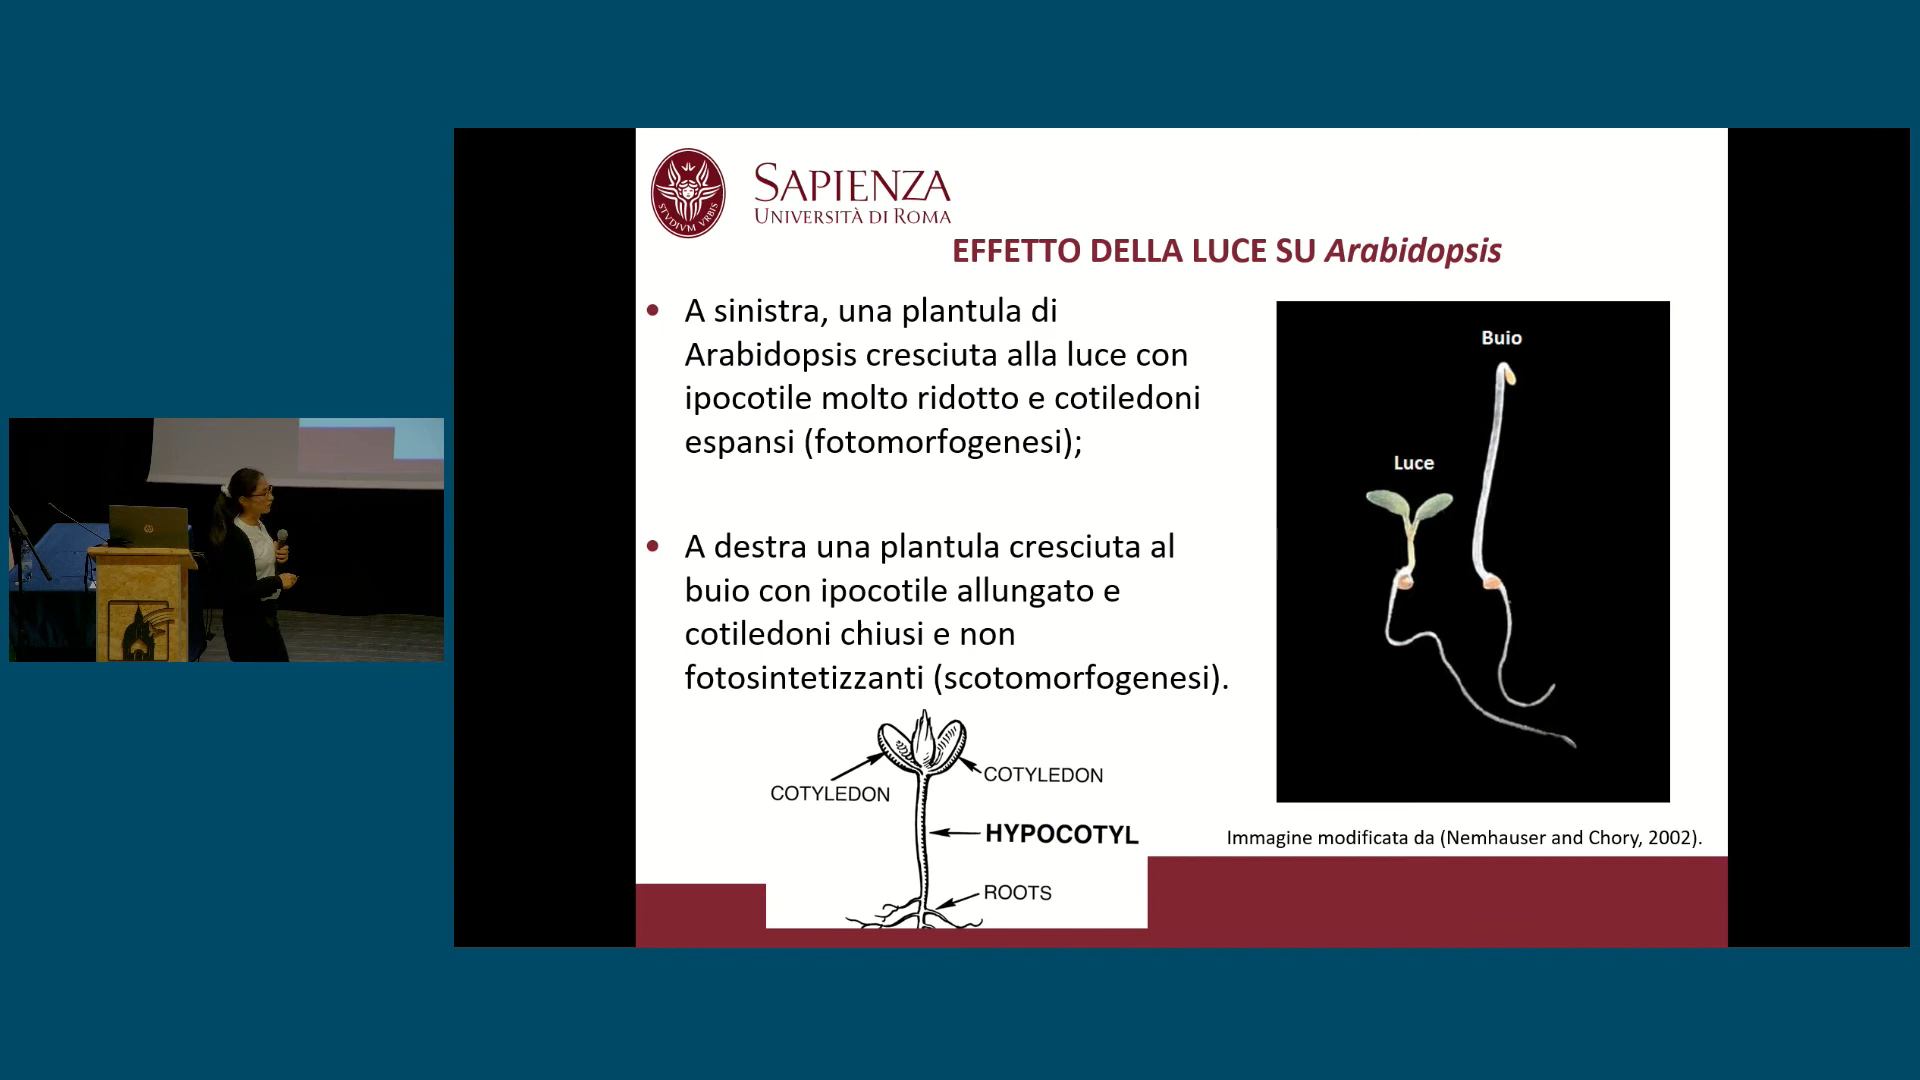 SAPIENZA
UNIVERSITÀ DI ROMA
STVDIVM VRBIS
EFFETTO DELLA LUCE SU Arabidopsis
• A sinistra, una plantula di
Arabidopsis cresciuta alla luce con
ipocotile molto ridotto e cotiledoni
espansi (fotomorfogenesi);
• A destra una plantula cresciuta al
buio con ipocotile allungato e
cotiledoni chiusi e non
fotosintetizzanti (scotomorfogenesi).
COTYLEDON
COTYLEDON
HYPOCOTYL
ROOTS
Buio
Luce
Immagine modificata da (Nemhauser and Chory, 2002).